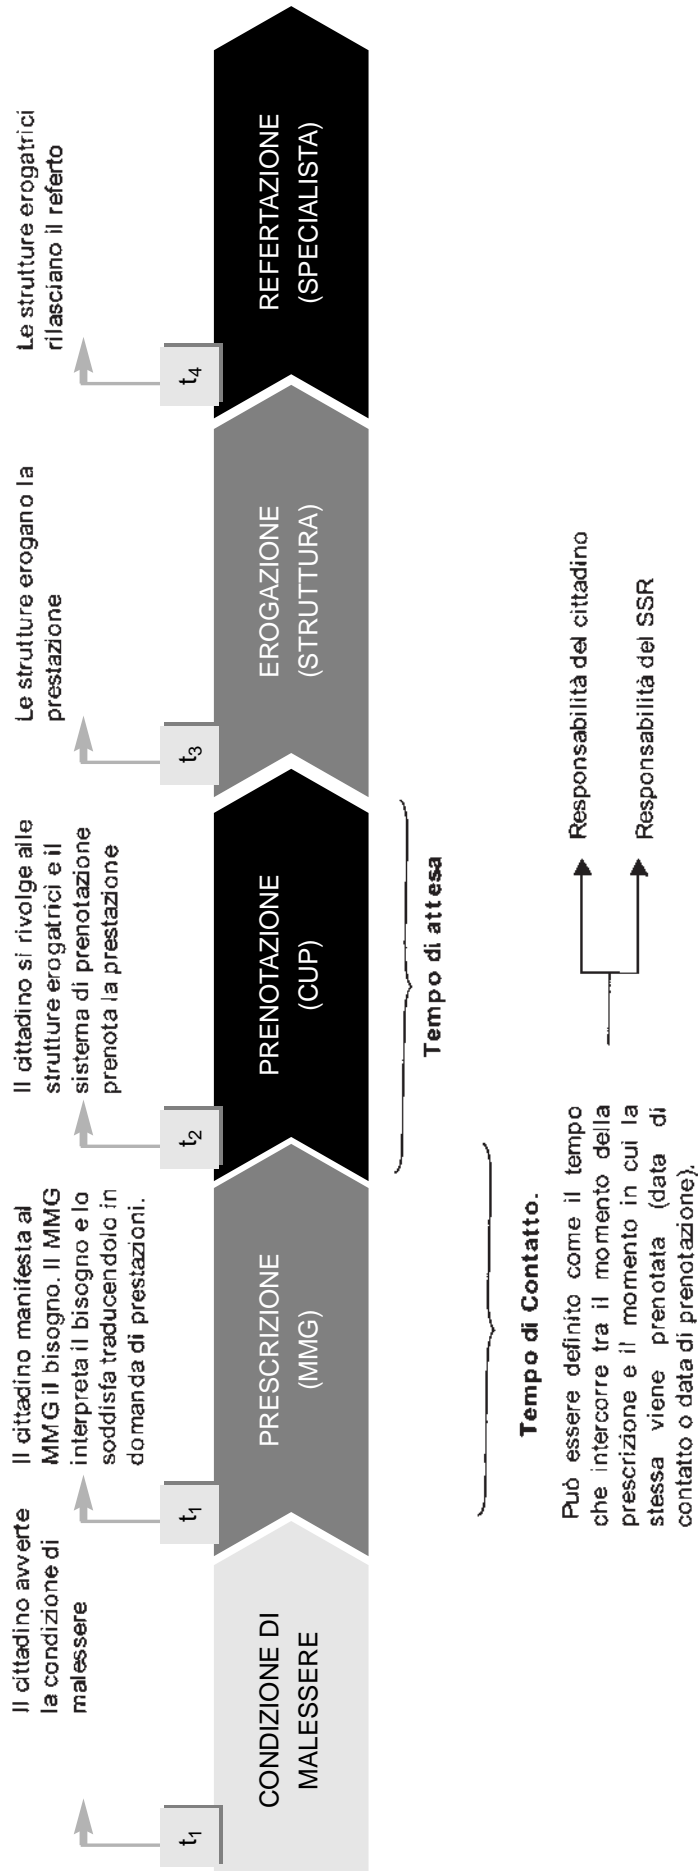 Il cittadino avverte
la condizione di
malessere
Il cittadino manifesta al
MMG il bisogno. Il MMG
interpreta il bisogno e lo
soddisfa traducendolo in
domanda di prestazioni.
Il cittadino si rivolge alle
strutture erogatrici e il
sistema di prenotazione
prenota la prestazione
Le strutture erogano la
prestazione
Le strutture erogatrici
rilasciano il referto
t1
t1
t2
t3
t4
CONDIZIONE DI
MALESSERE
PRESCRIZIONE
(MMG)
PRENOTAZIONE
(CUP)
EROGAZIONE
(STRUTTURA)
REFERTAZIONE
(SPECIALISTA)
Tempo di attesa
Tempo di Contatto.
Può essere definito come il tempo
che intercorre tra il momento della
prescrizione e il momento in cui la
stessa viene prenotata (data di
contatto o data di prenotazione).
Responsabilità del cittadino
Responsabilità del SSR